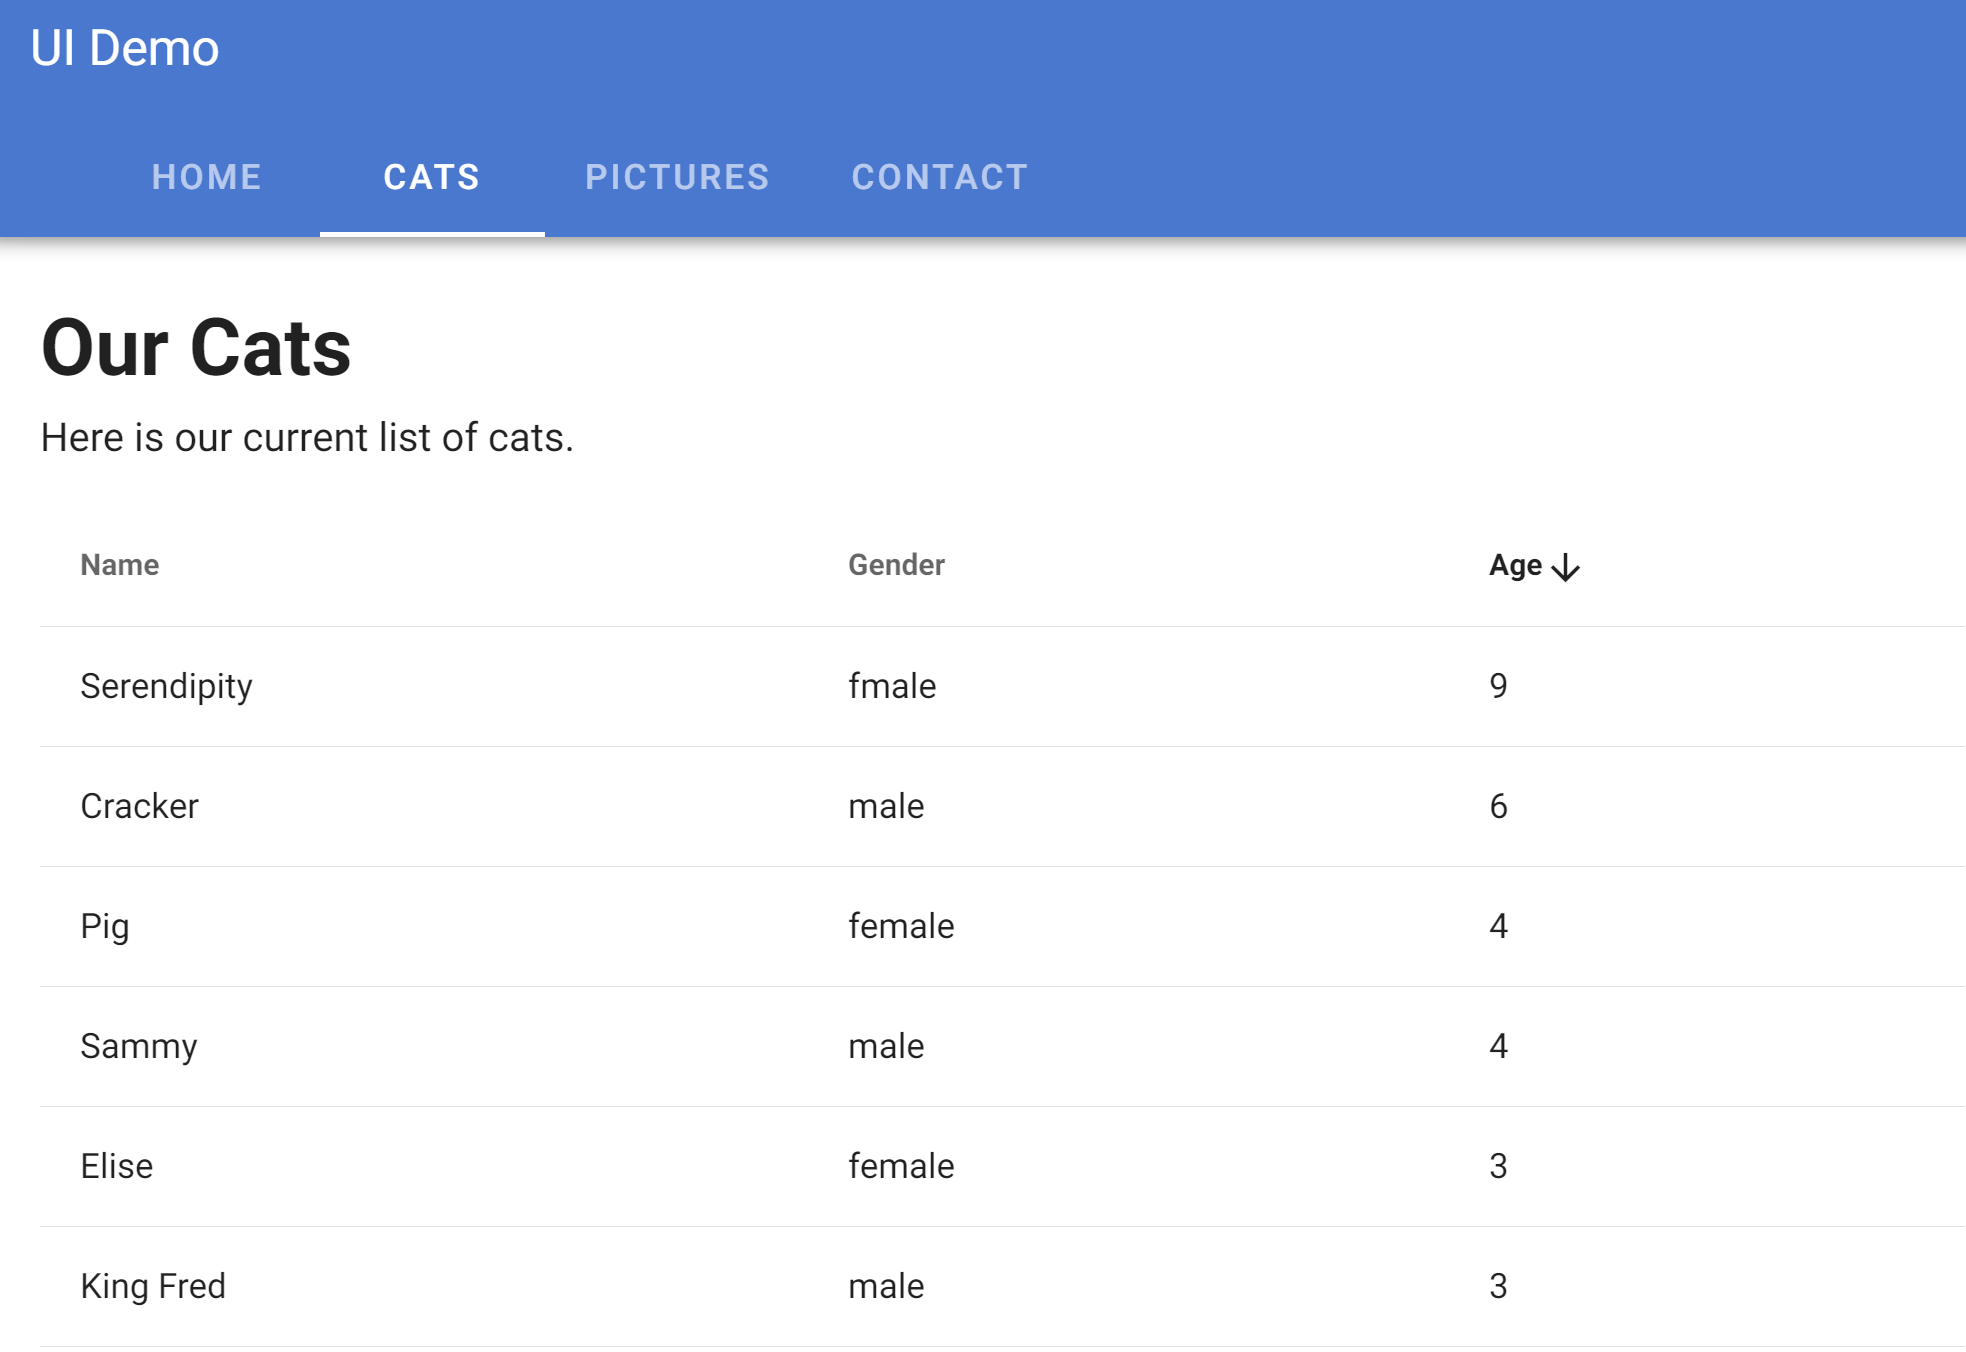 UI Demo
HOME CATS PICTURES CONTACT
Our Cats
Here is our current list of cats.
Name Gender Age
Serendipity fmale 9
Cracker male 6
Pig female 4
Sammy male 4
Elise female 3
King Fred male 3